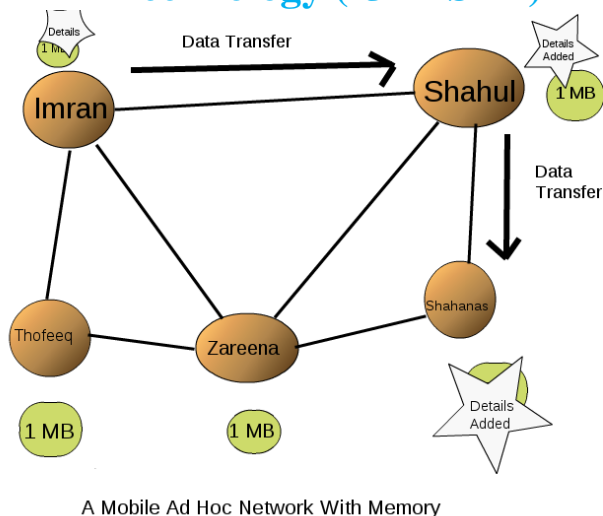 Details
1 MB
Data Transfer
Details
Added
1 MB
Imran
Shahul
Data
Transfer
Shahanas
Thofeeq
Zareena
Details
Added
1 MB
1 MB
A Mobile Ad Hoc Network With Memory